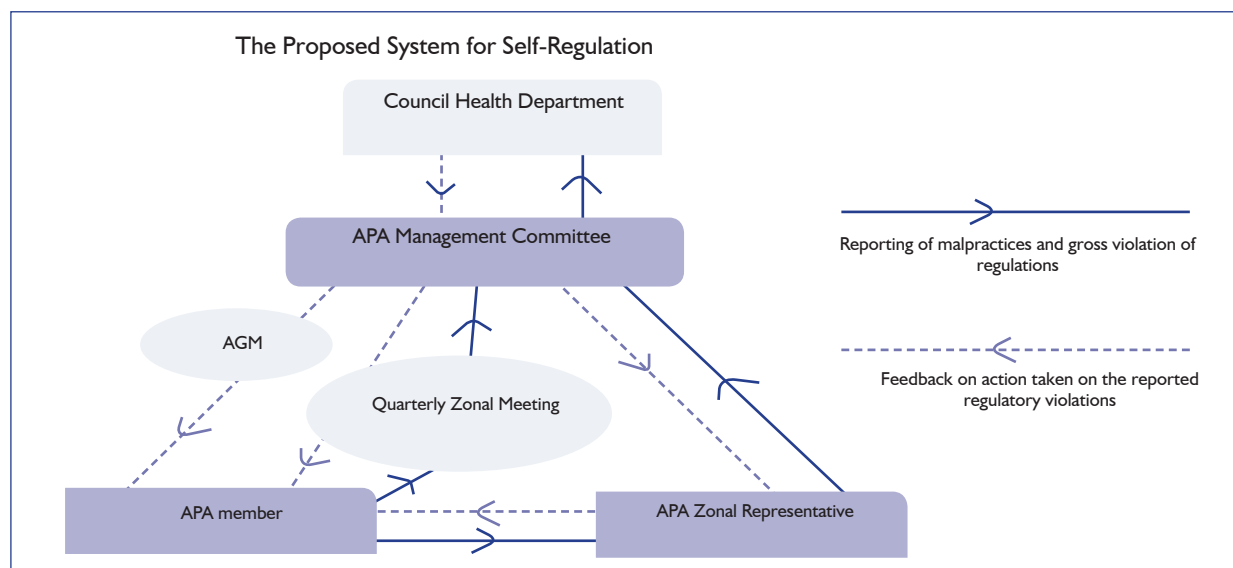 The Proposed System for Self-Regulation
Council Health Department
APA Management Committee
Reporting of malpractices and gross violation of
regulations
AGM
Feedback on action taken on the reported
regulatory violations
Quarterly Zonal Meeting
APA member
APA Zonal Representative